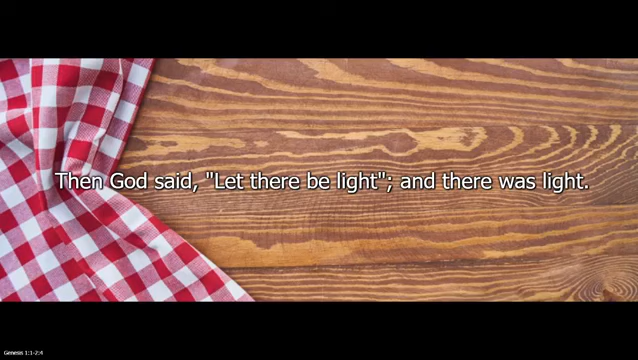 Then God said, "Let there be light"; and there was light.
Genesis 1:1-2:4